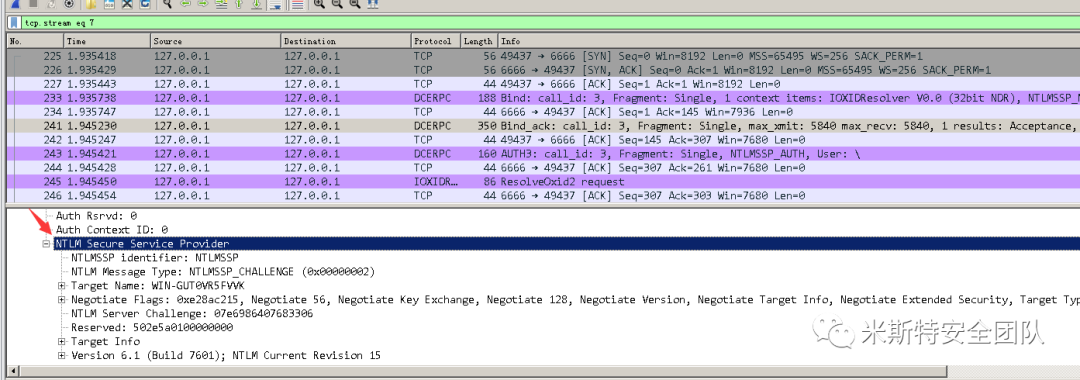 tcp.stream eq 7
No. Time Source Destination Protocol Length Info
225 1.935418 127.0.0.1 127.0.0.1 TCP 56 49437 → 6666 [SYN] Seq=0 Win=8192 Len=0 MSS=65495 WS=256 SACK_PERM=1
226 1.935429 127.0.0.1 127.0.0.1 TCP 56 6666 → 49437 [SYN, ACK] Seq=0 Ack=1 Win=8192 Len=0 MSS=65495 WS=256 SACK_PERM=1
227 1.935443 127.0.0.1 127.0.0.1 TCP 44 49437 → 6666 [ACK] Seq=1 Ack=1 Win=8192 Len=0
233 1.935738 127.0.0.1 127.0.0.1 DCERPC 188 Bind: call_id: 3, Fragment: Single, 1 context items: IOXIDResolver V0.0 (32bit NDR), NTLMSSP_N
234 1.935747 127.0.0.1 127.0.0.1 TCP 44 6666 → 49437 [ACK] Seq=1 Ack=145 Win=7936 Len=0
241 1.945230 127.0.0.1 127.0.0.1 DCERPC 350 Bind_ack: call_id: 3, Fragment: Single, max_xmit: 5840 max_recv: 5840, 1 results: Acceptance,
242 1.945247 127.0.0.1 127.0.0.1 TCP 44 49437 → 6666 [ACK] Seq=145 Ack=307 Win=7680 Len=0
243 1.945421 127.0.0.1 127.0.0.1 DCERPC 160 AUTH3: call_id: 3, Fragment: Single, NTLMSSP_AUTH, User: \
244 1.945428 127.0.0.1 127.0.0.1 TCP 44 6666 → 49437 [ACK] Seq=307 Ack=261 Win=7680 Len=0
245 1.945450 127.0.0.1 127.0.0.1 IOXIDR… 86 ResolveOxid2 request
246 1.945454 127.0.0.1 127.0.0.1 TCP 44 6666 → 49437 [ACK] Seq=307 Ack=303 Win=7680 Len=0
Auth Rsrvd: 0
Auth Context ID: 0
NTLM Secure Service Provider
NTLMSSP identifier: NTLMSSP
NTLM Message Type: NTLMSSP_CHALLENGE (0x00000002)
Target Name: WIN-GUT0VR5FVVK
Negotiate Flags: 0xe28ac215, Negotiate 56, Negotiate Key Exchange, Negotiate 128, Negotiate Version, Negotiate Target Info, Negotiate Extended Security, Target Typ
NTLM Server Challenge: 07e6986407683306
Reserved: 502e5a0100000000
Target Info
Version 6.1 (Build 7601); NTLM Current Revision 15
米斯特安全团队